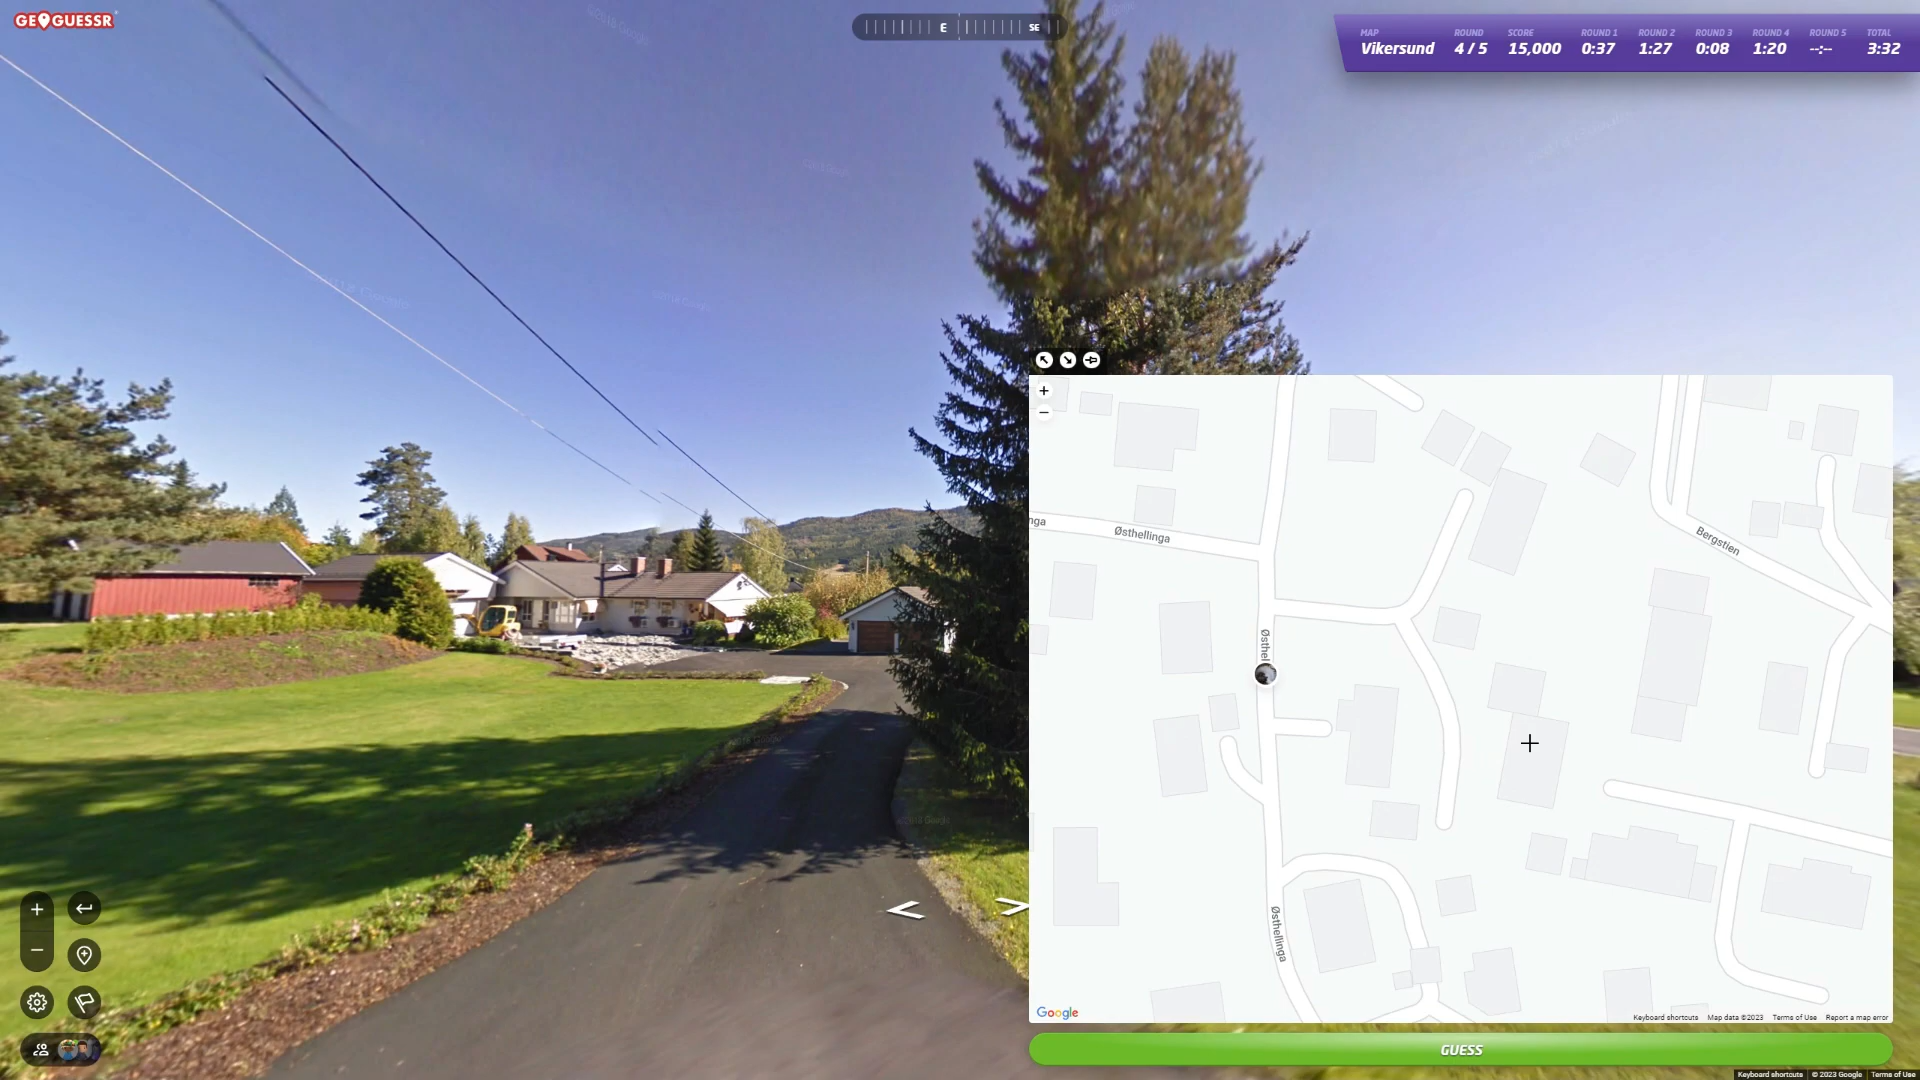 GEOGUESSR
E
SE
MAP
Vikersund
ROUND
4 / 5
SCORE
15,000
ROUND 1
0:37
ROUND 2
1:27
ROUND 3
0:08
ROUND 4
1:20
ROUND 5
--:--
TOTAL
3:32
nga
Østhellinga
Bergstien
Østhel
Østhellinga
Google
Keyboard shortcuts
Map data ©2023
Terms of Use
Report a map error
GUESS
Keyboard shortcuts
© 2023 Google
Terms of Use